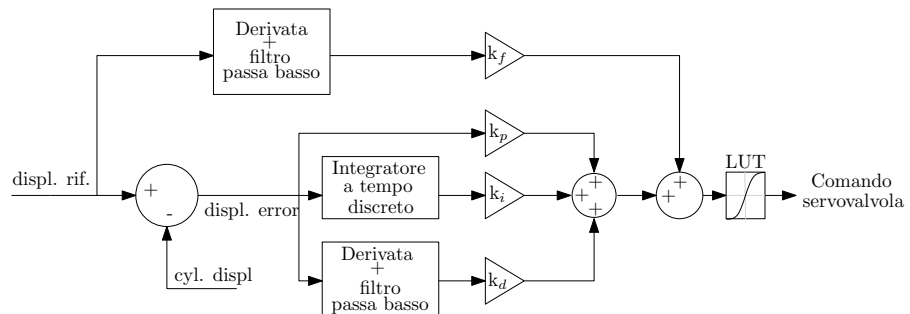 Derivata
+
filtro
passa basso
k_f
k_p
LUT
displ. rif.
+
-
displ. error
Integratore
a tempo
discreto
k_i
+
+
+
+
+
Comando
servovalvola
cyl. displ
Derivata
+
filtro
passa basso
k_d